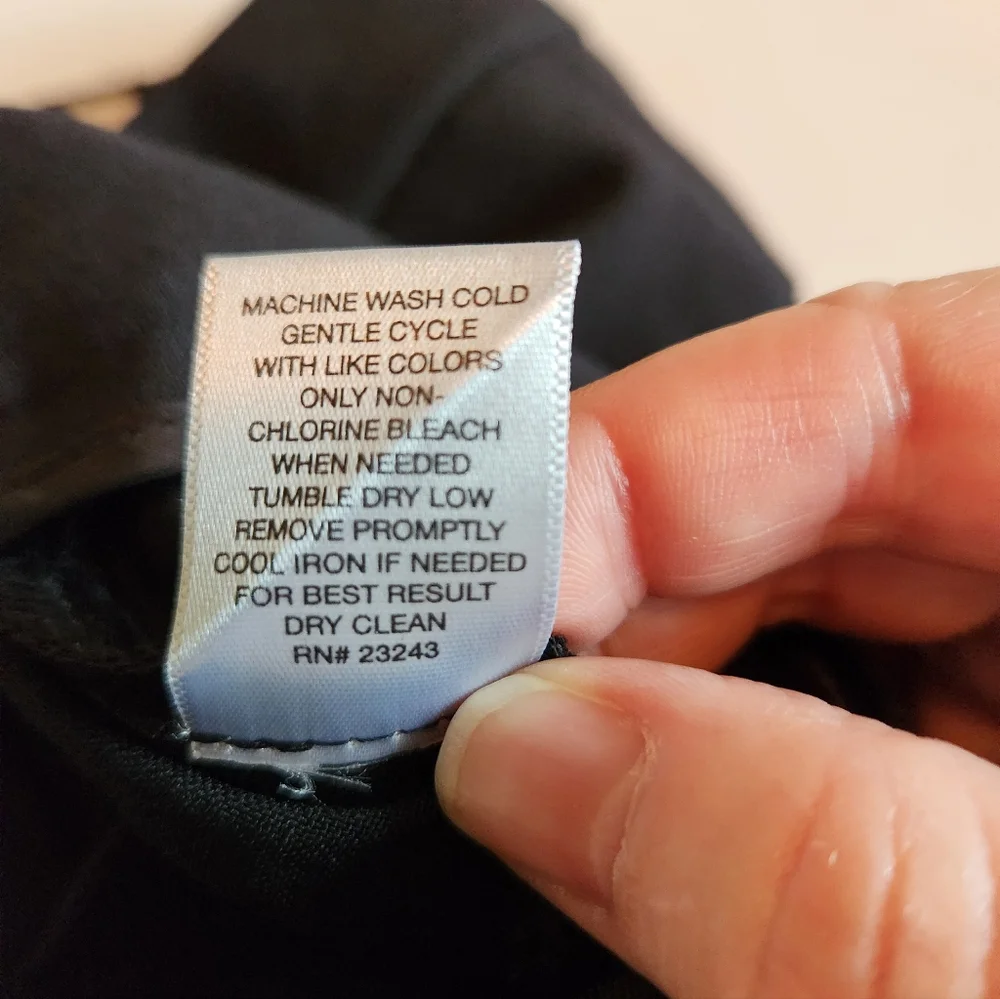 MACHINE WASH COLD
GENTLE CYCLE
WITH LIKE COLORS
ONLY NON-
CHLORINE BLEACH
WHEN NEEDED
TUMBLE DRY LOW
REMOVE PROMPTLY
COOL IRON IF NEEDED
FOR BEST RESULT
DRY CLEAN
RN# 23243